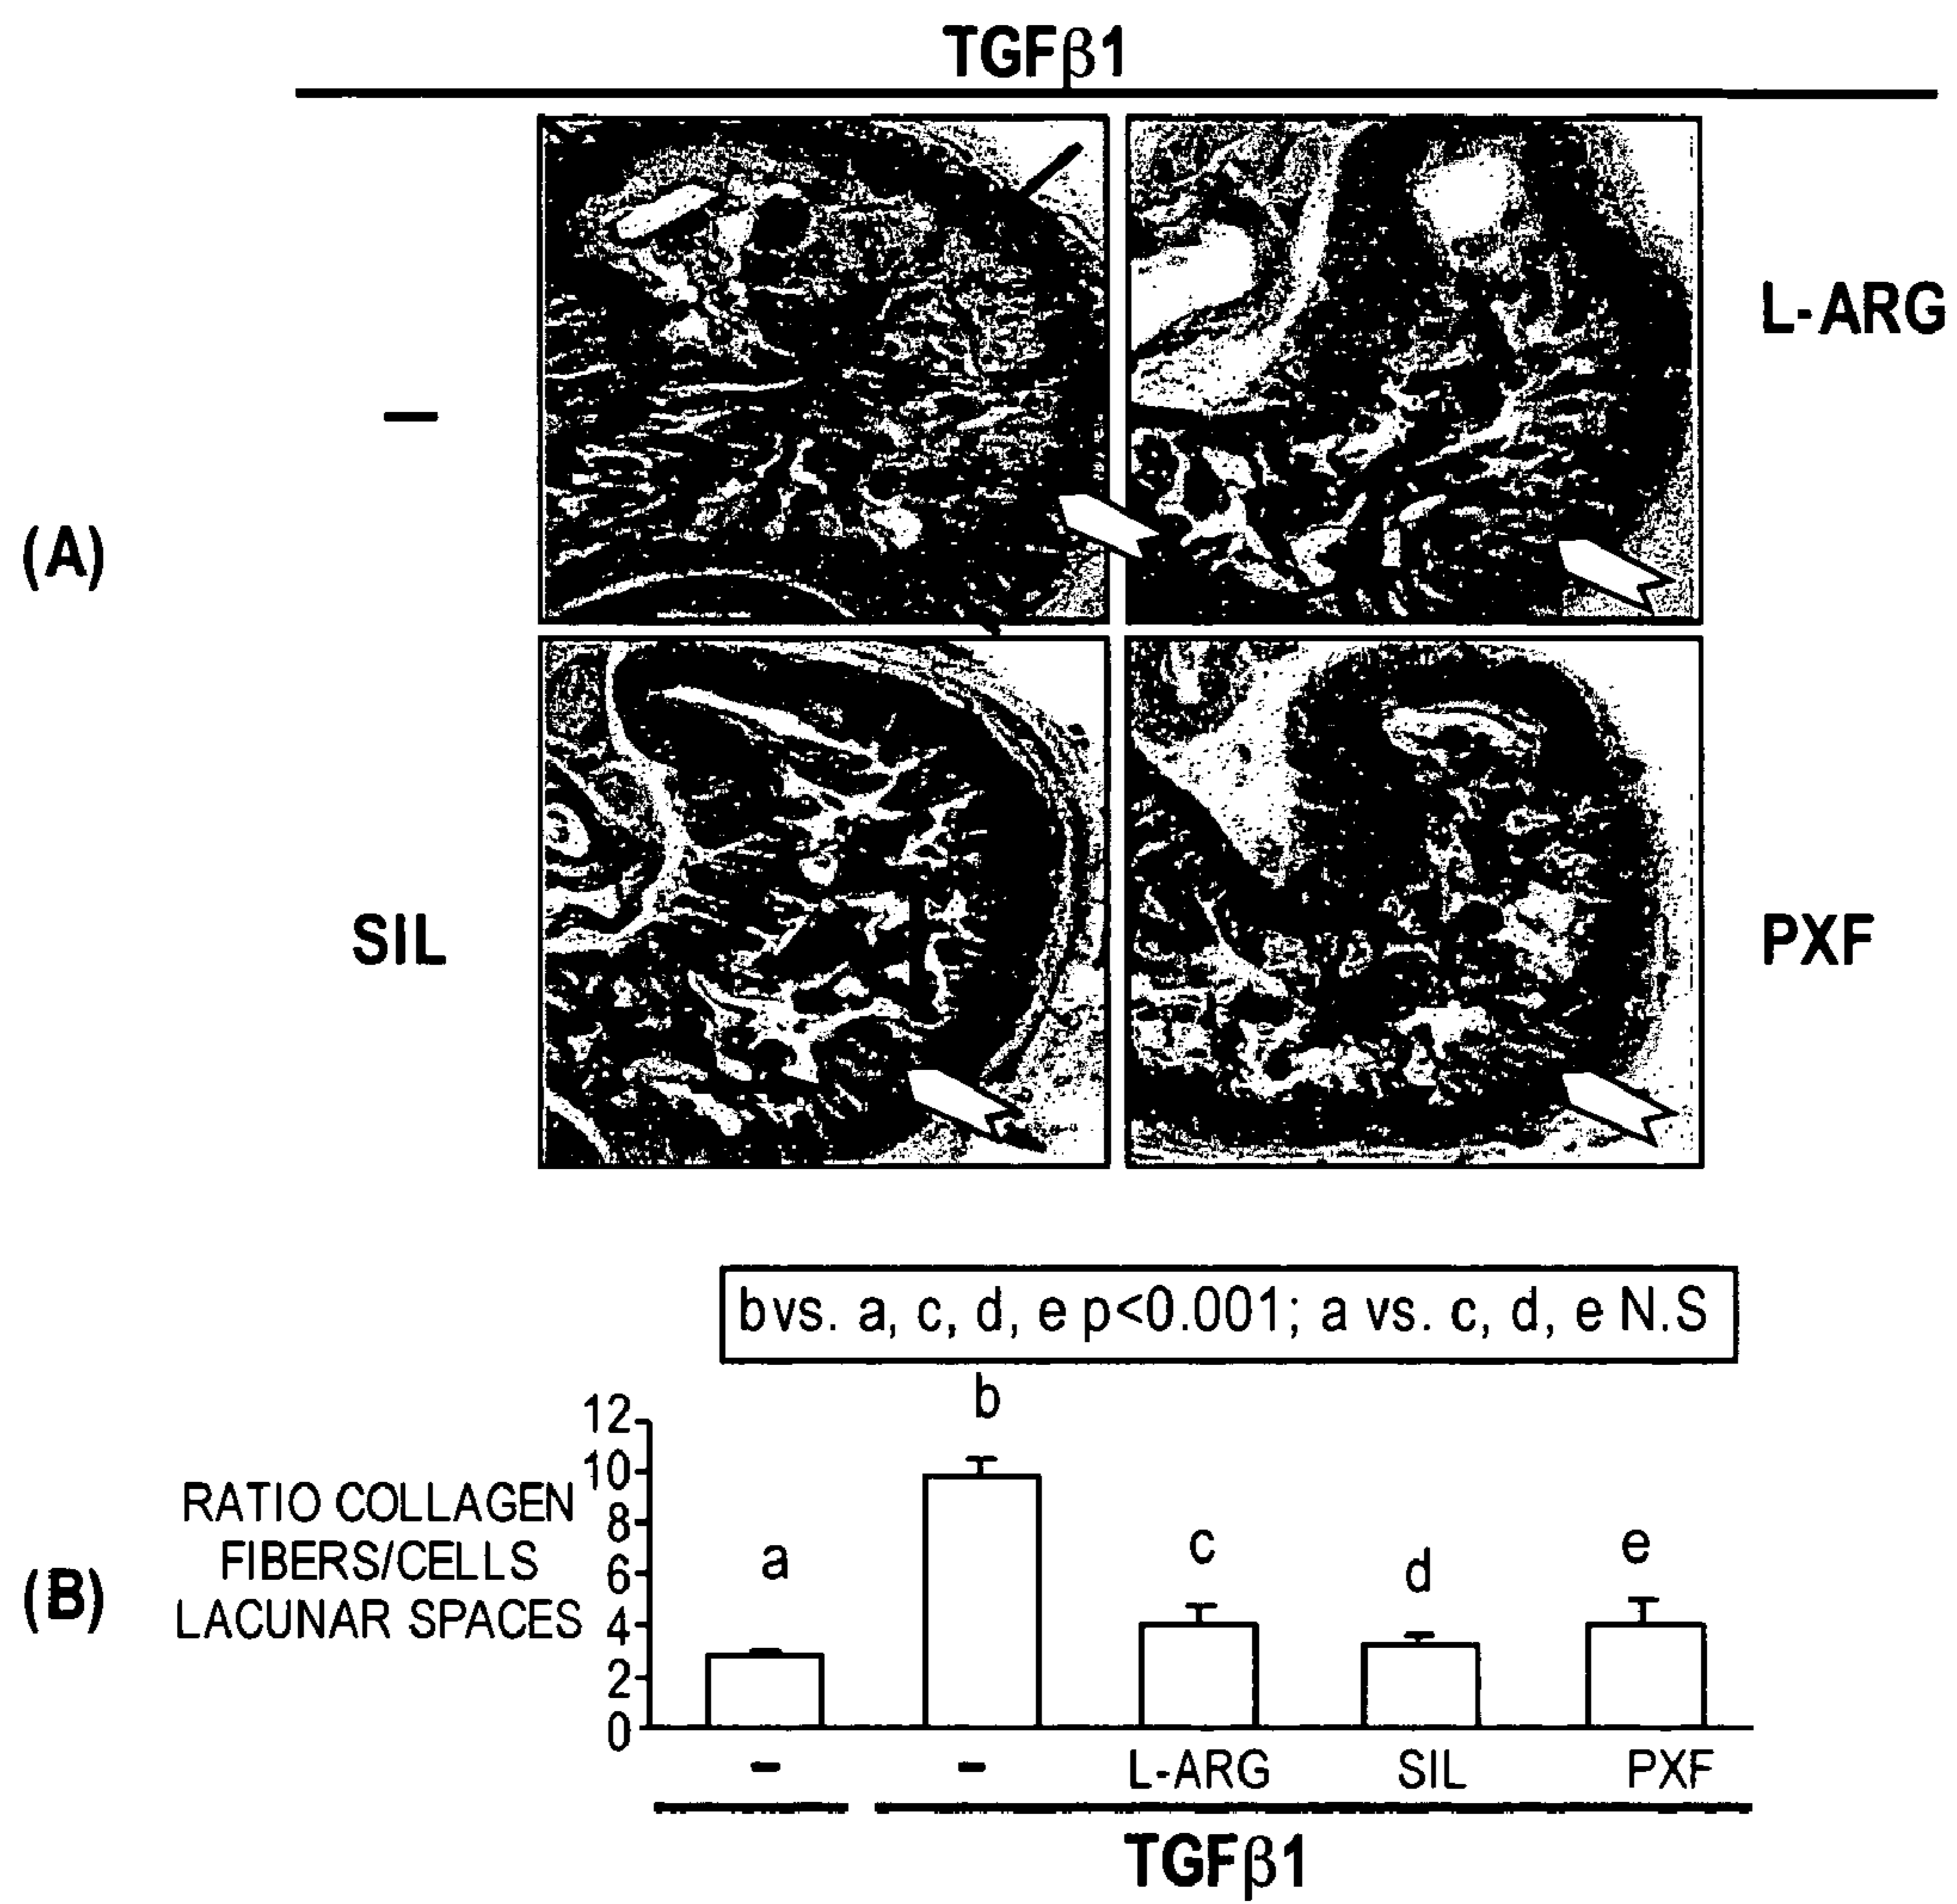 TGFβ1
L-ARG
–
(A)
SIL
PXF
b vs. a, c, d, e p<0.001; a vs. c, d, e N.S
b
12
10
8
6
4
2
0
RATIO COLLAGEN
FIBERS/CELLS
LACUNAR SPACES
(B)
a
c
d
e
– – L-ARG SIL PXF
TGFβ1